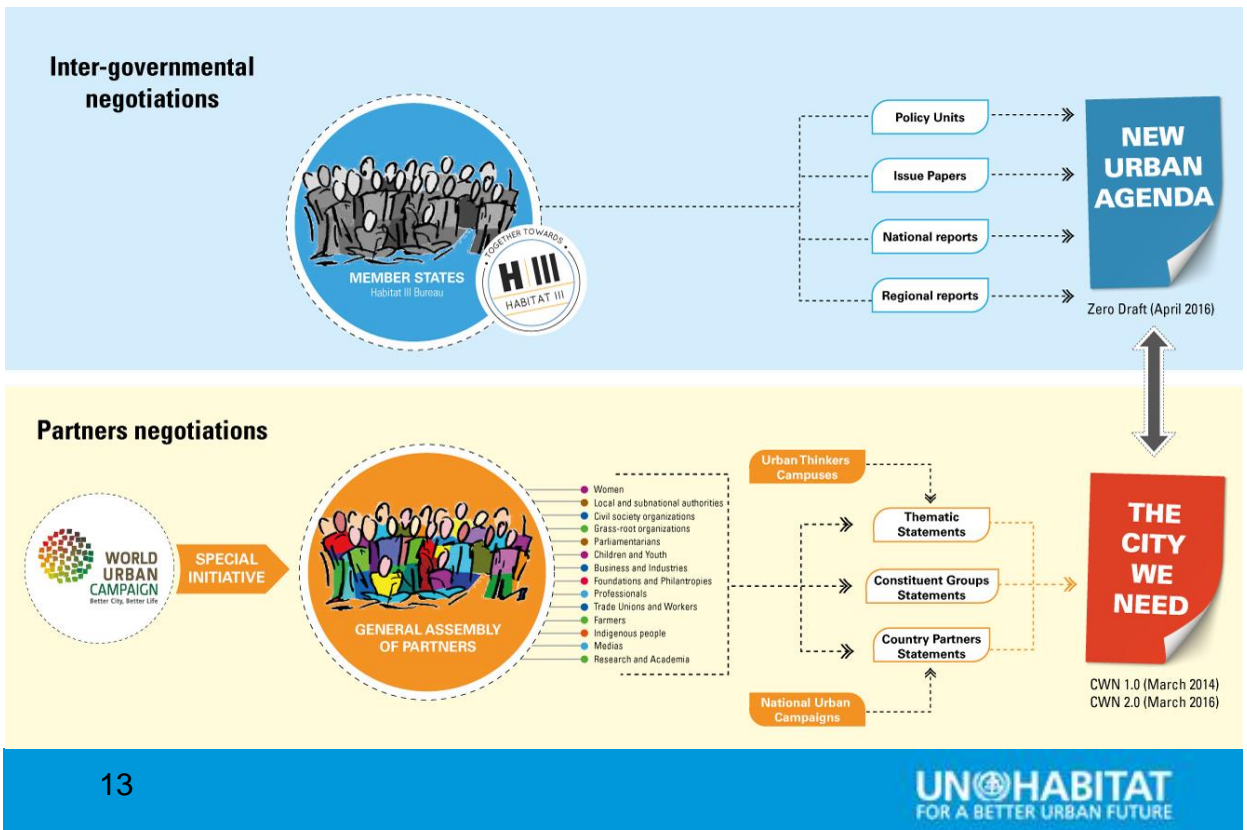 Inter-governmental
negotiations
MEMBER STATES
Habitat III Bureau
TOGETHER TOWARDS
H III
HABITAT III
Policy Units
Issue Papers
National reports
Regional reports
NEW
URBAN
AGENDA
Zero Draft (April 2016)
Partners negotiations
WORLD
URBAN
CAMPAIGN
Better City, Better Life
SPECIAL
INITIATIVE
GENERAL ASSEMBLY
OF PARTNERS
Women
Local and subnational authorities
Civil society organizations
Grass-root organizations
Parliamentarians
Children and Youth
Business and Industries
Foundations and Philantropies
Professionals
Trade Unions and Workers
Farmers
Indigenous people
Medias
Research and Academia
Urban Thinkers
Campuses
Thematic
Statements
Constituent Groups
Statements
Country Partners
Statements
National Urban
Campaigns
THE
CITY
WE
NEED
CWN 1.0 (March 2014)
CWN 2.0 (March 2016)
13
UN HABITAT
FOR A BETTER URBAN FUTURE